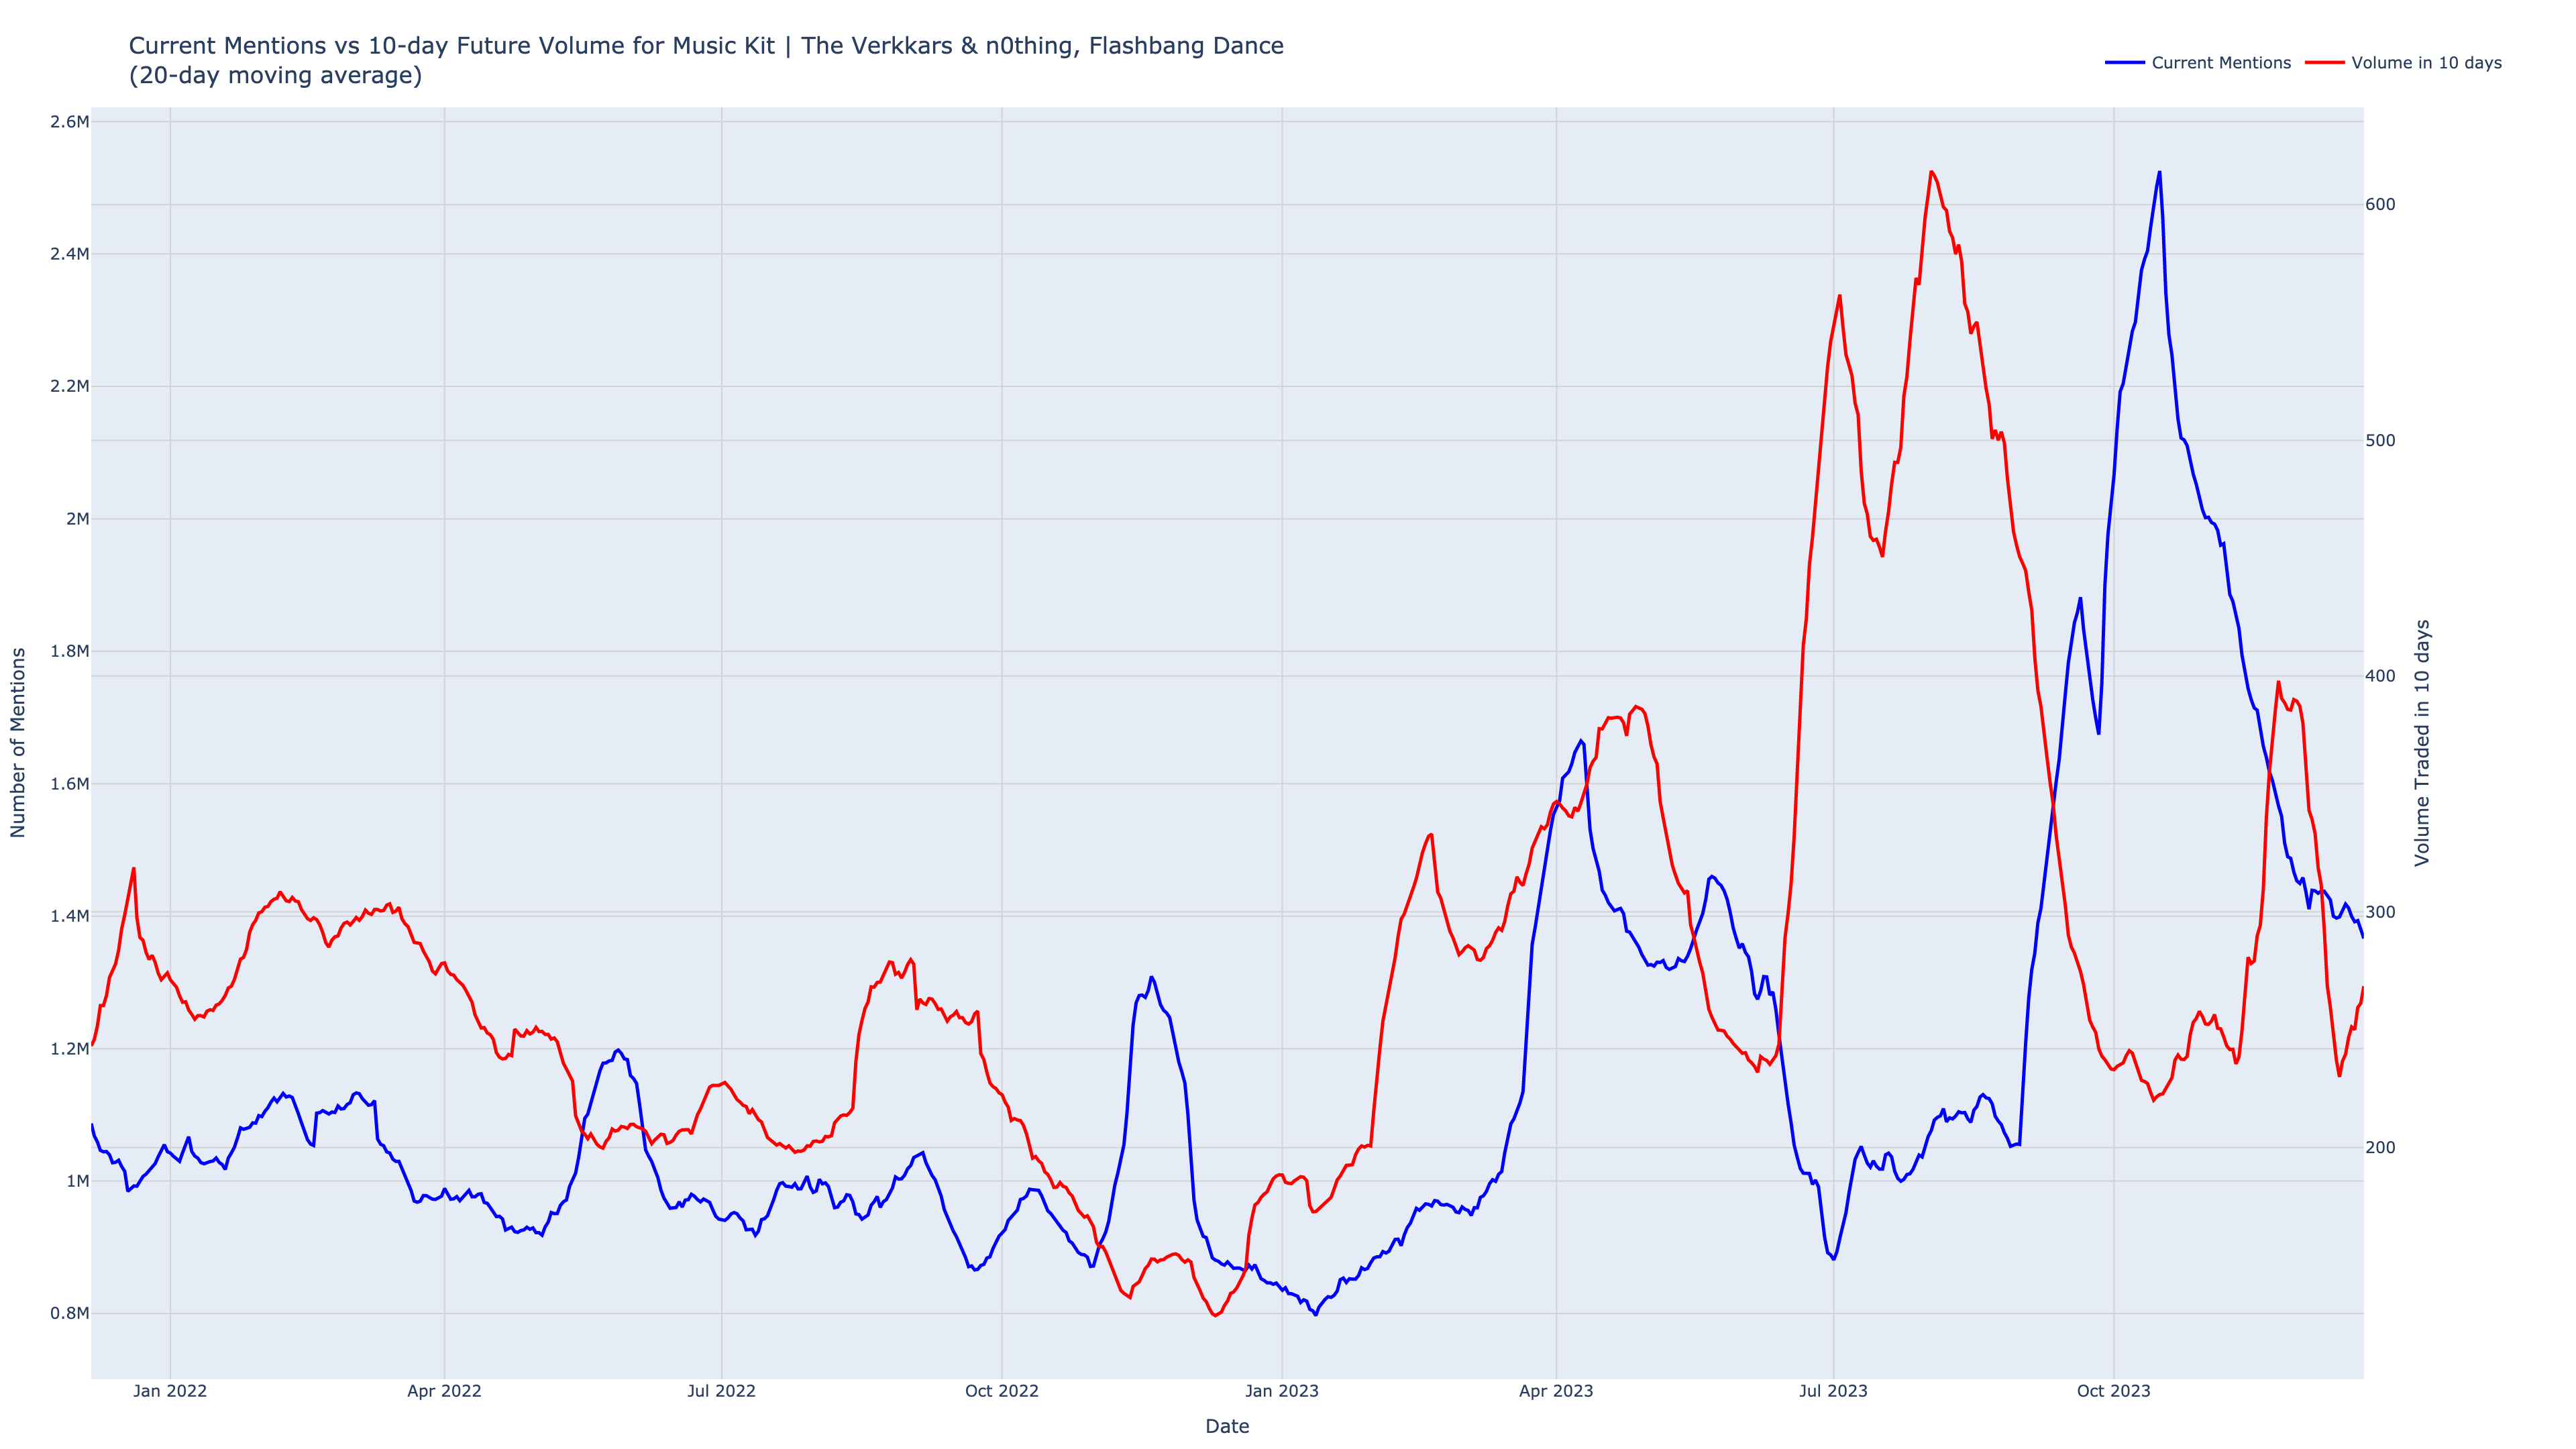 Current Mentions vs 10-day Future Volume for Music Kit | The Verkkars & n0thing, Flashbang Dance
(20-day moving average)
Current Mentions
Volume in 10 days
2.6M
2.4M
2.2M
2M
1.8M
1.6M
1.4M
1.2M
1M
0.8M
Number of Mentions
600
500
400
300
200
Volume Traded in 10 days
Jan 2022
Apr 2022
Jul 2022
Oct 2022
Jan 2023
Apr 2023
Jul 2023
Oct 2023
Date